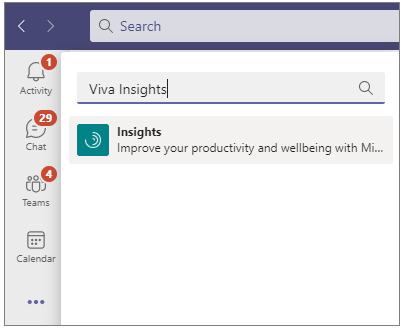 Search
1
Activity
Viva Insights
29
Chat
Insights
Improve your productivity and wellbeing with Mi...
4
Teams
Calendar